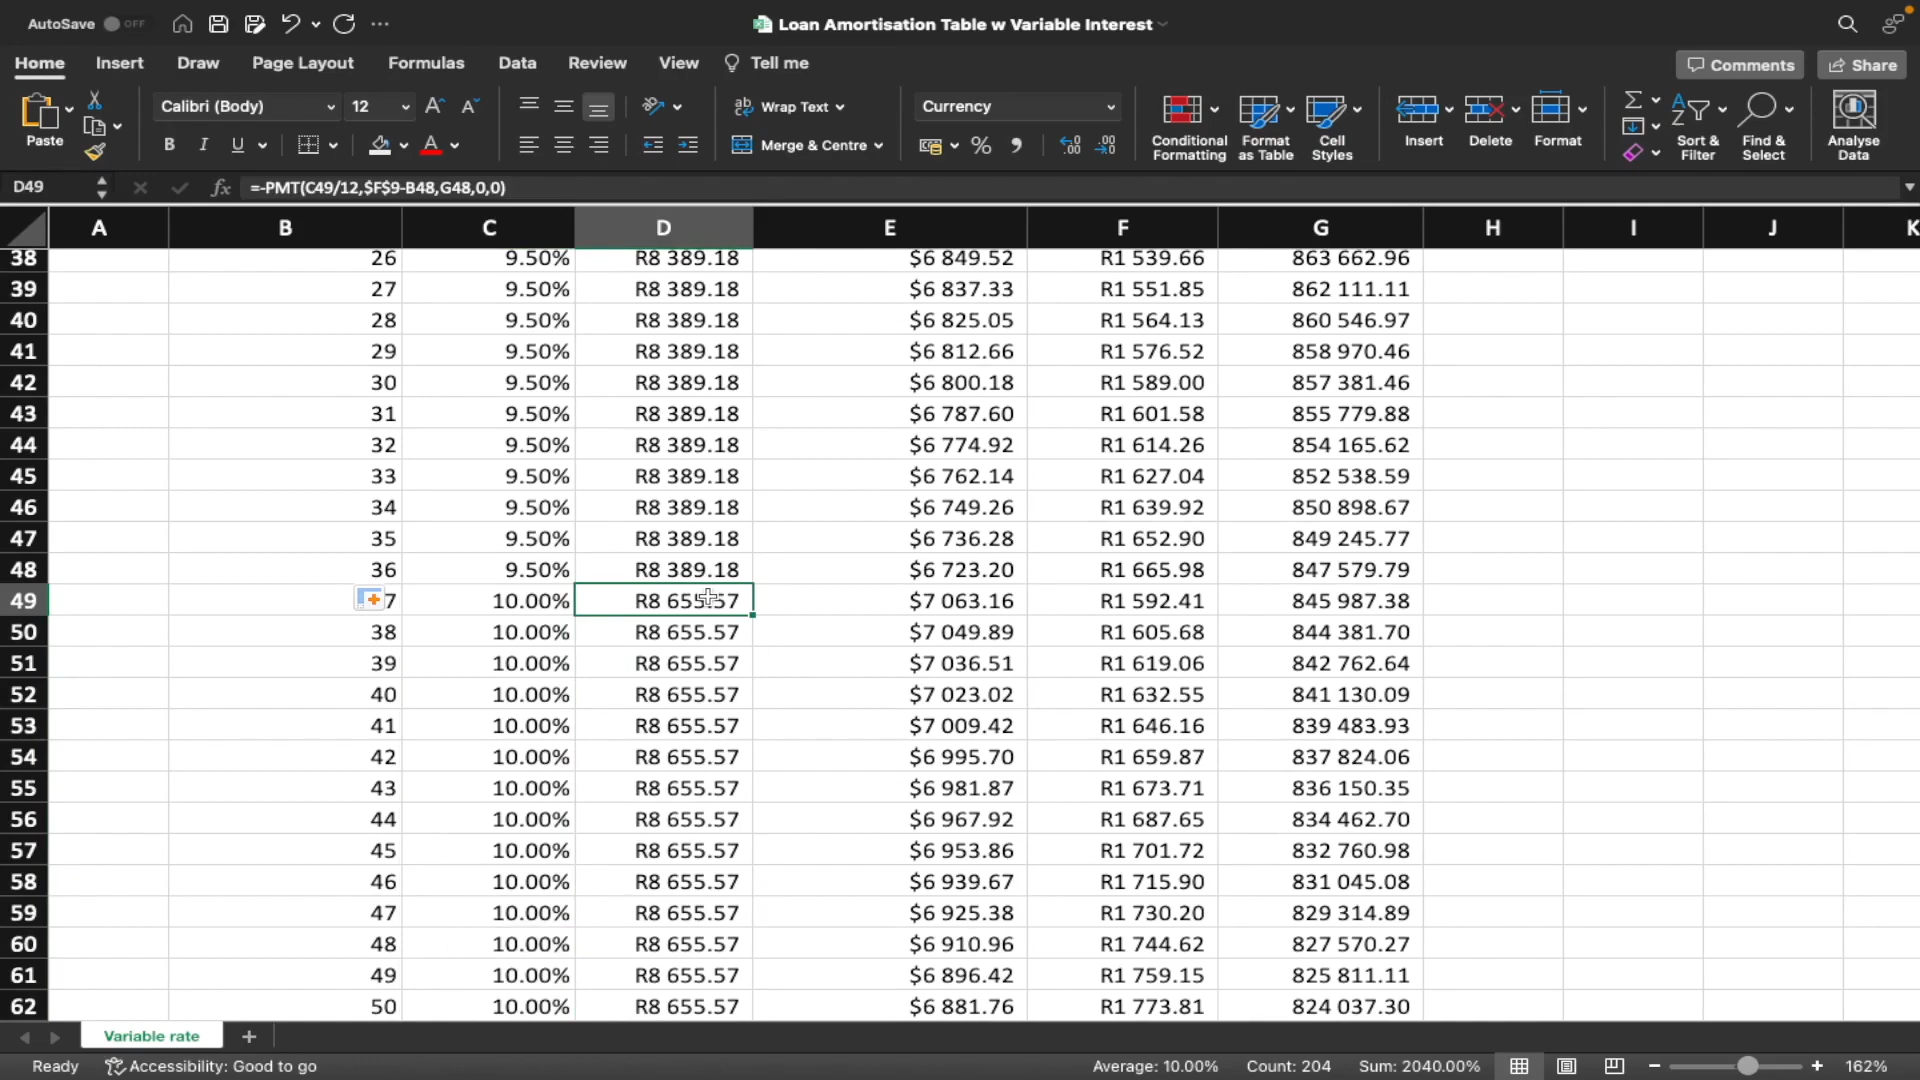 AutoSave OFF Loan Amortisation Table w Variable Interest
Home Insert Draw Page Layout Formulas Data Review View Tell me Comments Share
Paste Calibri (Body) 12 Wrap Text Merge & Centre Currency Conditional Formatting Format as Table Cell Styles Insert Delete Format Sort & Filter Find & Select Analyse Data
D49 fx =-PMT(C49/12,$F$9-B48,G48,0,0)
A B C D E F G H I J K
38 26 9.50% R8 389.18 $6 849.52 R1 539.66 863 662.96
39 27 9.50% R8 389.18 $6 837.33 R1 551.85 862 111.11
40 28 9.50% R8 389.18 $6 825.05 R1 564.13 860 546.97
41 29 9.50% R8 389.18 $6 812.66 R1 576.52 858 970.46
42 30 9.50% R8 389.18 $6 800.18 R1 589.00 857 381.46
43 31 9.50% R8 389.18 $6 787.60 R1 601.58 855 779.88
44 32 9.50% R8 389.18 $6 774.92 R1 614.26 854 165.62
45 33 9.50% R8 389.18 $6 762.14 R1 627.04 852 538.59
46 34 9.50% R8 389.18 $6 749.26 R1 639.92 850 898.67
47 35 9.50% R8 389.18 $6 736.28 R1 652.90 849 245.77
48 36 9.50% R8 389.18 $6 723.20 R1 665.98 847 579.79
49 7 10.00% R8 655.57 $7 063.16 R1 592.41 845 987.38
50 38 10.00% R8 655.57 $7 049.89 R1 605.68 844 381.70
51 39 10.00% R8 655.57 $7 036.51 R1 619.06 842 762.64
52 40 10.00% R8 655.57 $7 023.02 R1 632.55 841 130.09
53 41 10.00% R8 655.57 $7 009.42 R1 646.16 839 483.93
54 42 10.00% R8 655.57 $6 995.70 R1 659.87 837 824.06
55 43 10.00% R8 655.57 $6 981.87 R1 673.71 836 150.35
56 44 10.00% R8 655.57 $6 967.92 R1 687.65 834 462.70
57 45 10.00% R8 655.57 $6 953.86 R1 701.72 832 760.98
58 46 10.00% R8 655.57 $6 939.67 R1 715.90 831 045.08
59 47 10.00% R8 655.57 $6 925.38 R1 730.20 829 314.89
60 48 10.00% R8 655.57 $6 910.96 R1 744.62 827 570.27
61 49 10.00% R8 655.57 $6 896.42 R1 759.15 825 811.11
62 50 10.00% R8 655.57 $6 881.76 R1 773.81 824 037.30
Variable rate
Ready Accessibility: Good to go Average: 10.00% Count: 204 Sum: 2040.00% 162%